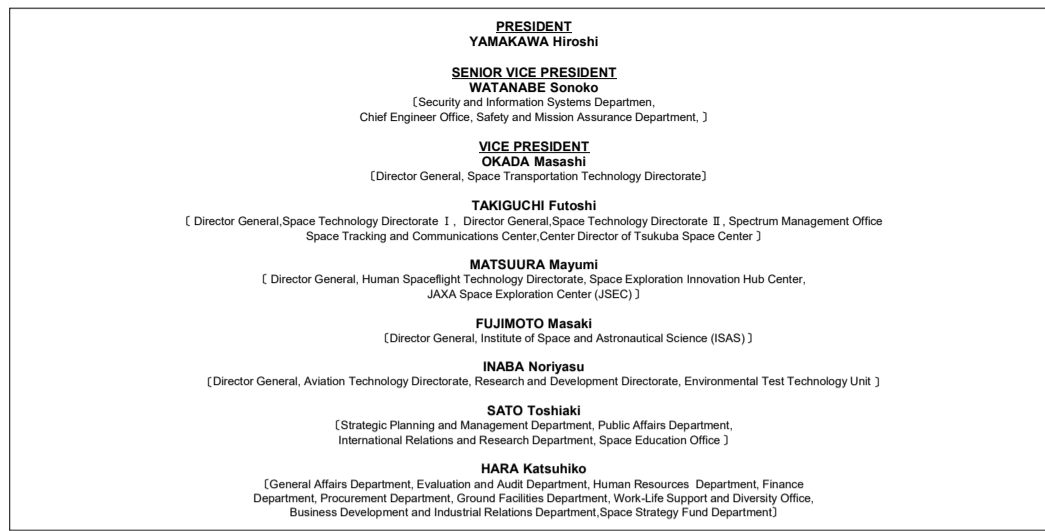 PRESIDENT
YAMAKAWA Hiroshi
SENIOR VICE PRESIDENT
WATANABE Sonoko
〔Security and Information Systems Departmen,
Chief Engineer Office, Safety and Mission Assurance Department, 〕
VICE PRESIDENT
OKADA Masashi
〔Director General, Space Transportation Technology Directorate〕
TAKIGUCHI Futoshi
〔 Director General,Space Technology Directorate Ⅰ, Director General,Space Technology Directorate Ⅱ, Spectrum Management Office
Space Tracking and Communications Center,Center Director of Tsukuba Space Center 〕
MATSUURA Mayumi
〔 Director General, Human Spaceflight Technology Directorate, Space Exploration Innovation Hub Center,
JAXA Space Exploration Center (JSEC) 〕
FUJIMOTO Masaki
〔Director General, Institute of Space and Astronautical Science (ISAS) 〕
INABA Noriyasu
〔Director General, Aviation Technology Directorate, Research and Development Directorate, Environmental Test Technology Unit 〕
SATO Toshiaki
〔Strategic Planning and Management Department, Public Affairs Department,
International Relations and Research Department, Space Education Office 〕
HARA Katsuhiko
〔General Affairs Department, Evaluation and Audit Department, Human Resources Department, Finance
Department, Procurement Department, Ground Facilities Department, Work-Life Support and Diversity Office,
Business Development and Industrial Relations Department,Space Strategy Fund Department〕